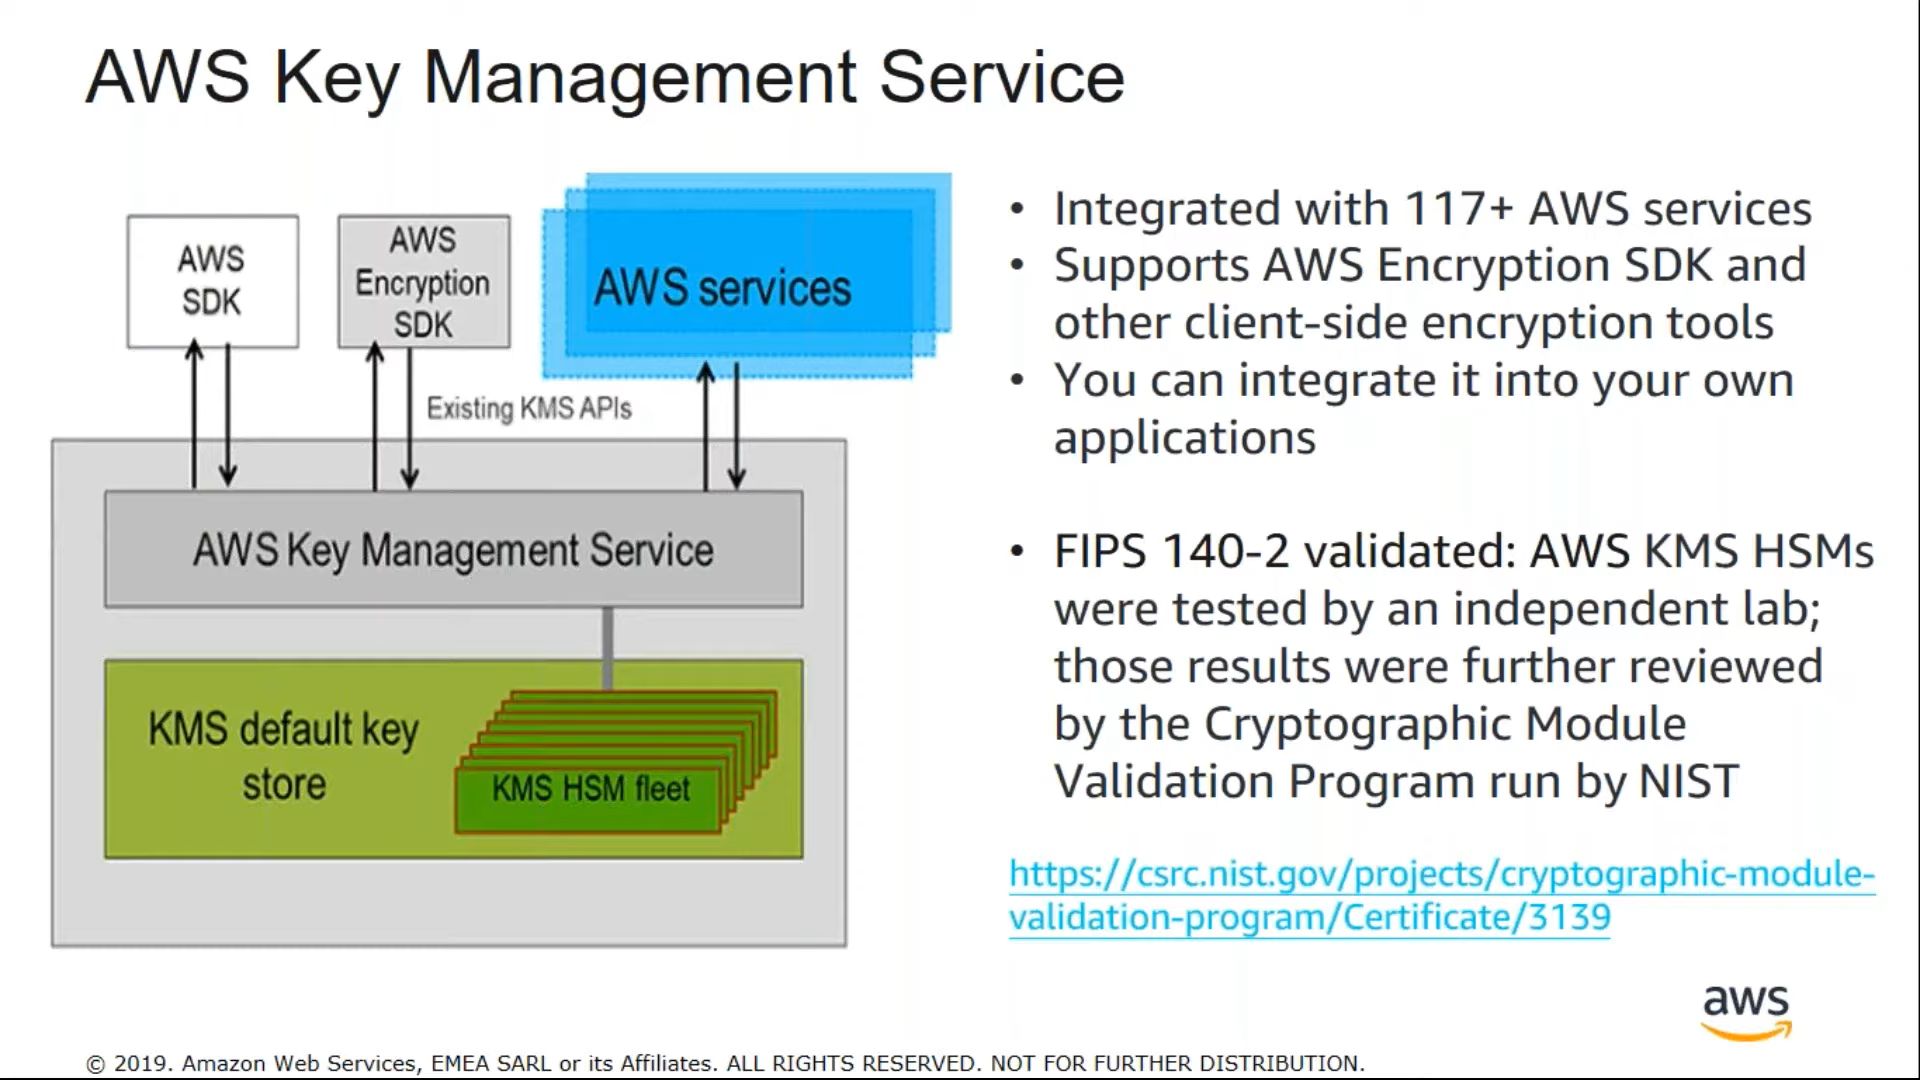 AWS Key Management Service
AWS
SDK
AWS
Encryption
SDK
AWS services
Existing KMS APIs
AWS Key Management Service
KMS default key
store
KMS HSM fleet
• Integrated with 117+ AWS services
• Supports AWS Encryption SDK and
other client-side encryption tools
• You can integrate it into your own
applications
• FIPS 140-2 validated: AWS KMS HSMs
were tested by an independent lab;
those results were further reviewed
by the Cryptographic Module
Validation Program run by NIST
https://csrc.nist.gov/projects/cryptographic-module-
validation-program/Certificate/3139
aws
© 2019. Amazon Web Services, EMEA SARL or its Affiliates. ALL RIGHTS RESERVED. NOT FOR FURTHER DISTRIBUTION.